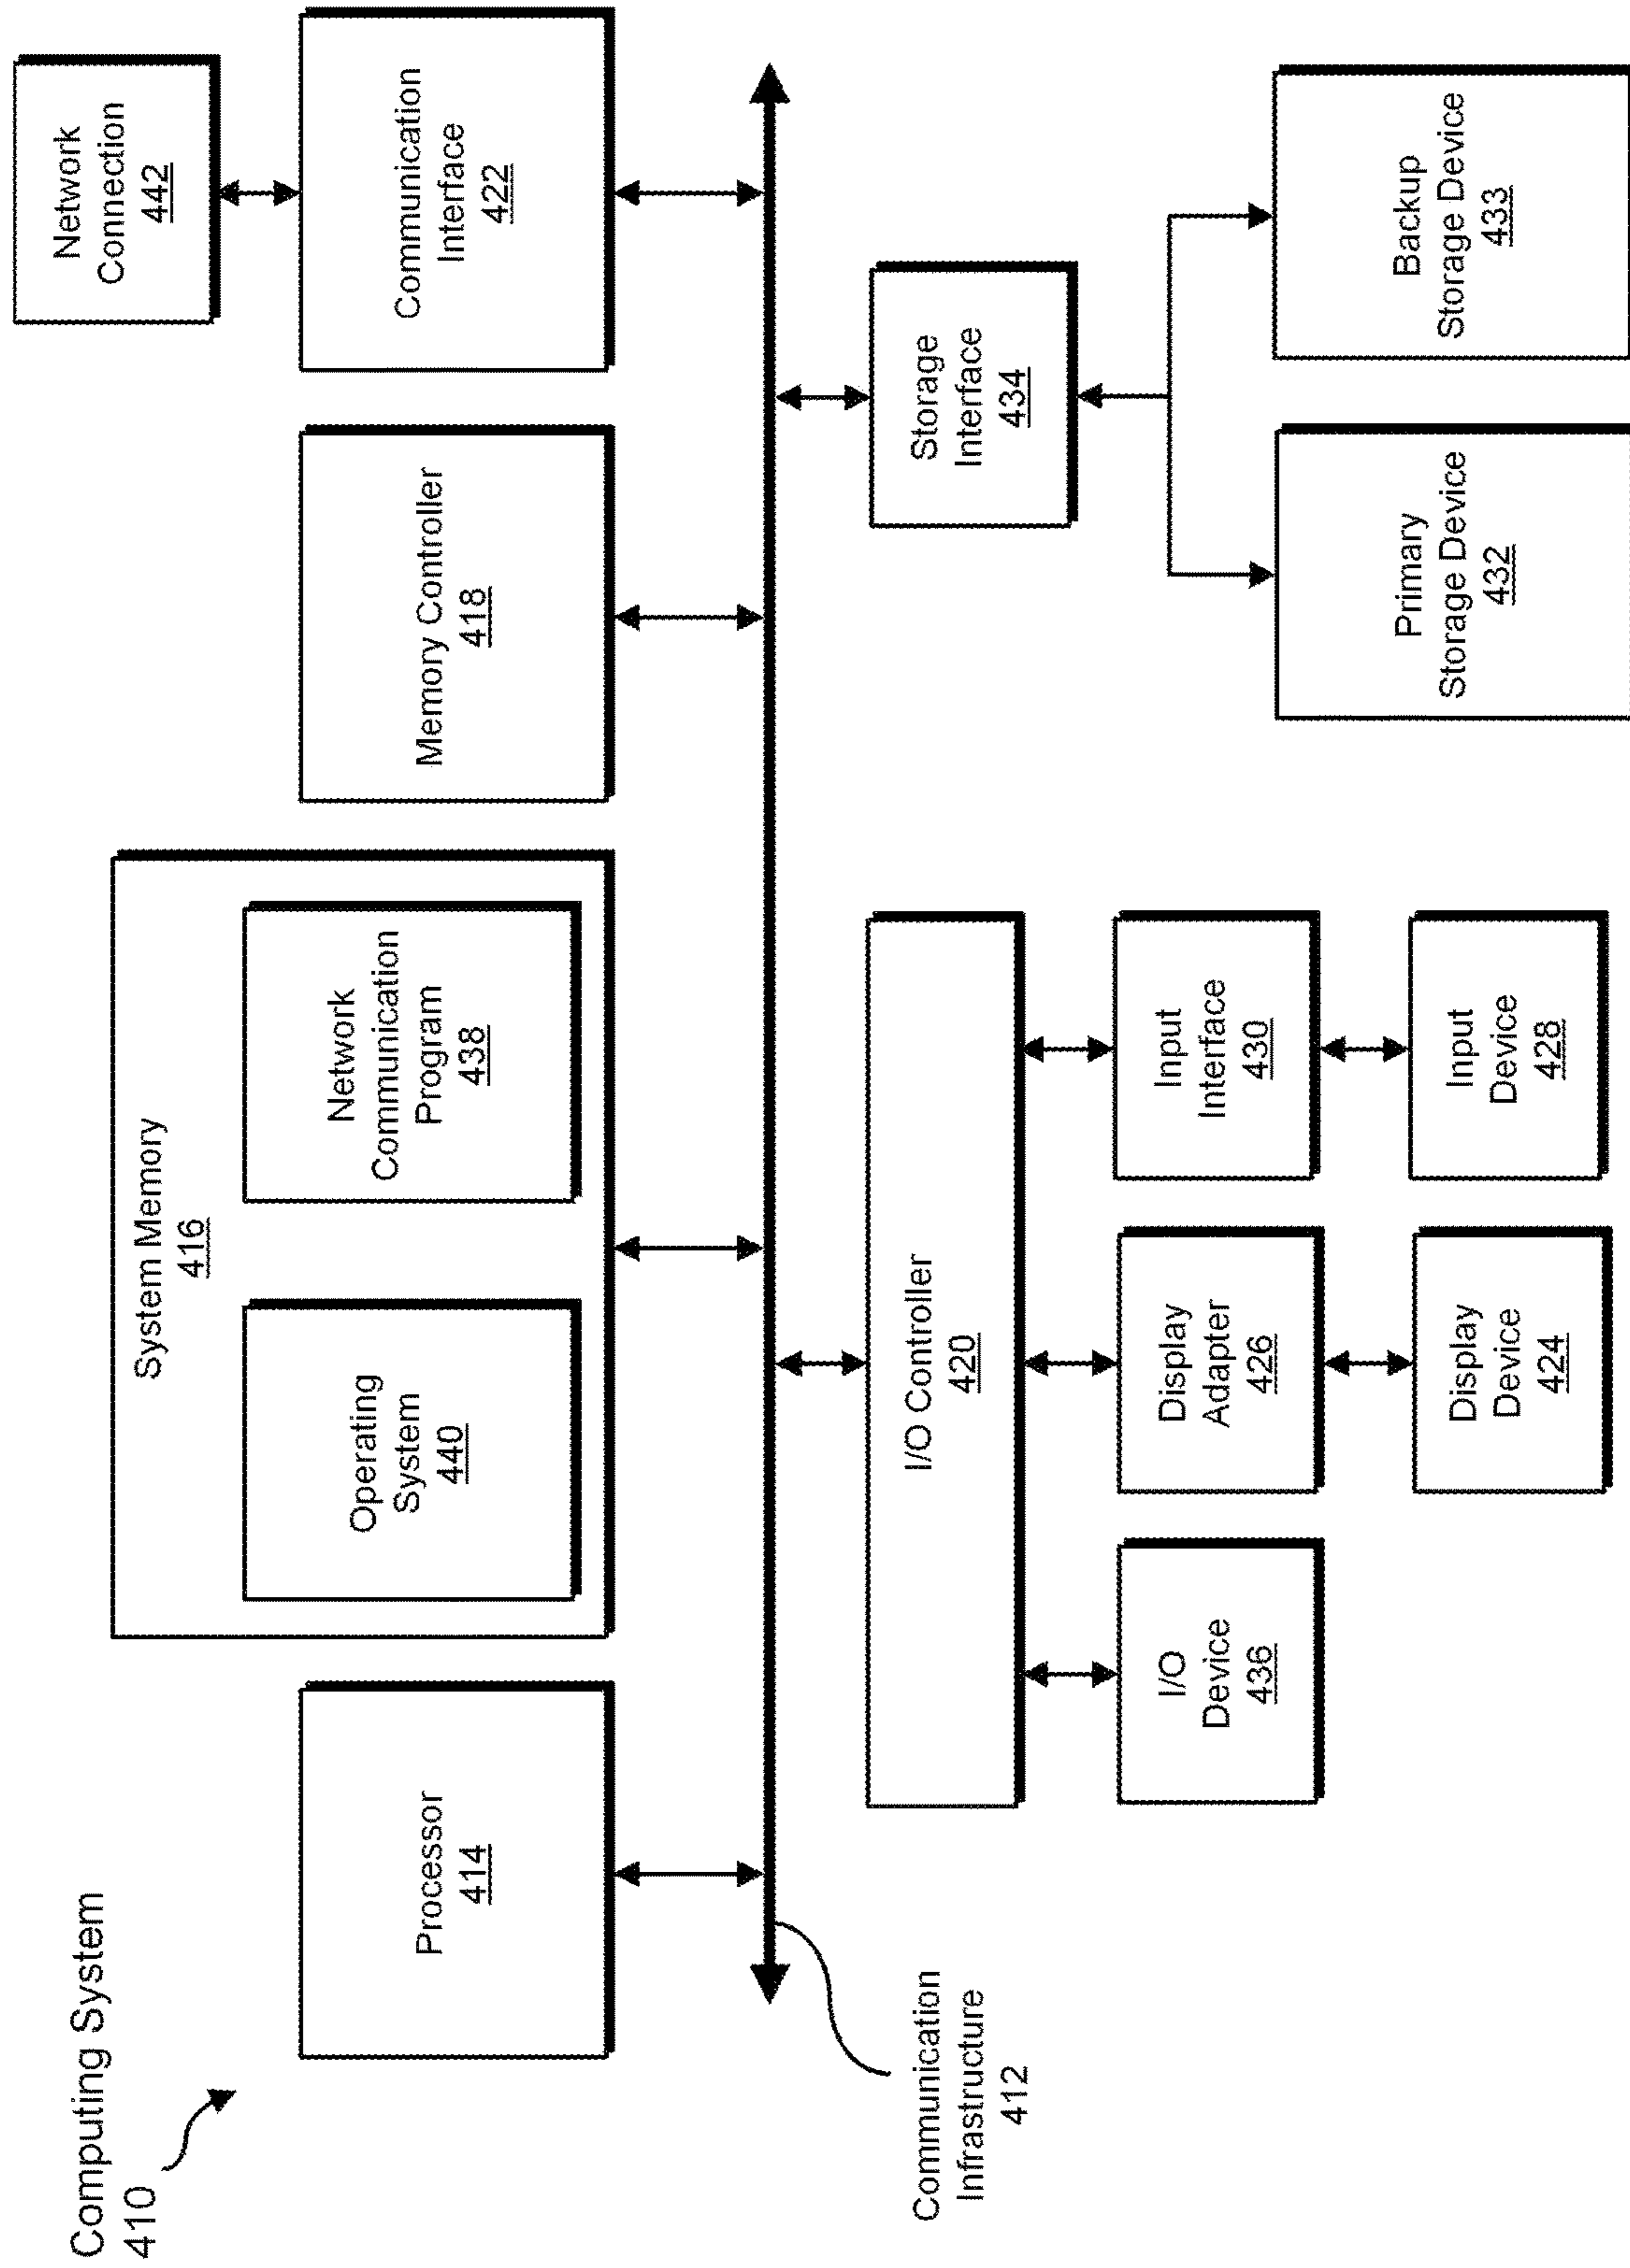 Computing System
410
Network
Connection
442
System Memory
416
Processor
414
Operating
System
440
Network
Communication
Program
438
Memory Controller
418
Communication
Interface
422
Communication
Infrastructure
412
I/O Controller
420
Storage
Interface
434
I/O
Device
436
Display
Adapter
426
Input
Interface
430
Primary
Storage Device
432
Backup
Storage Device
433
Display
Device
424
Input
Device
428